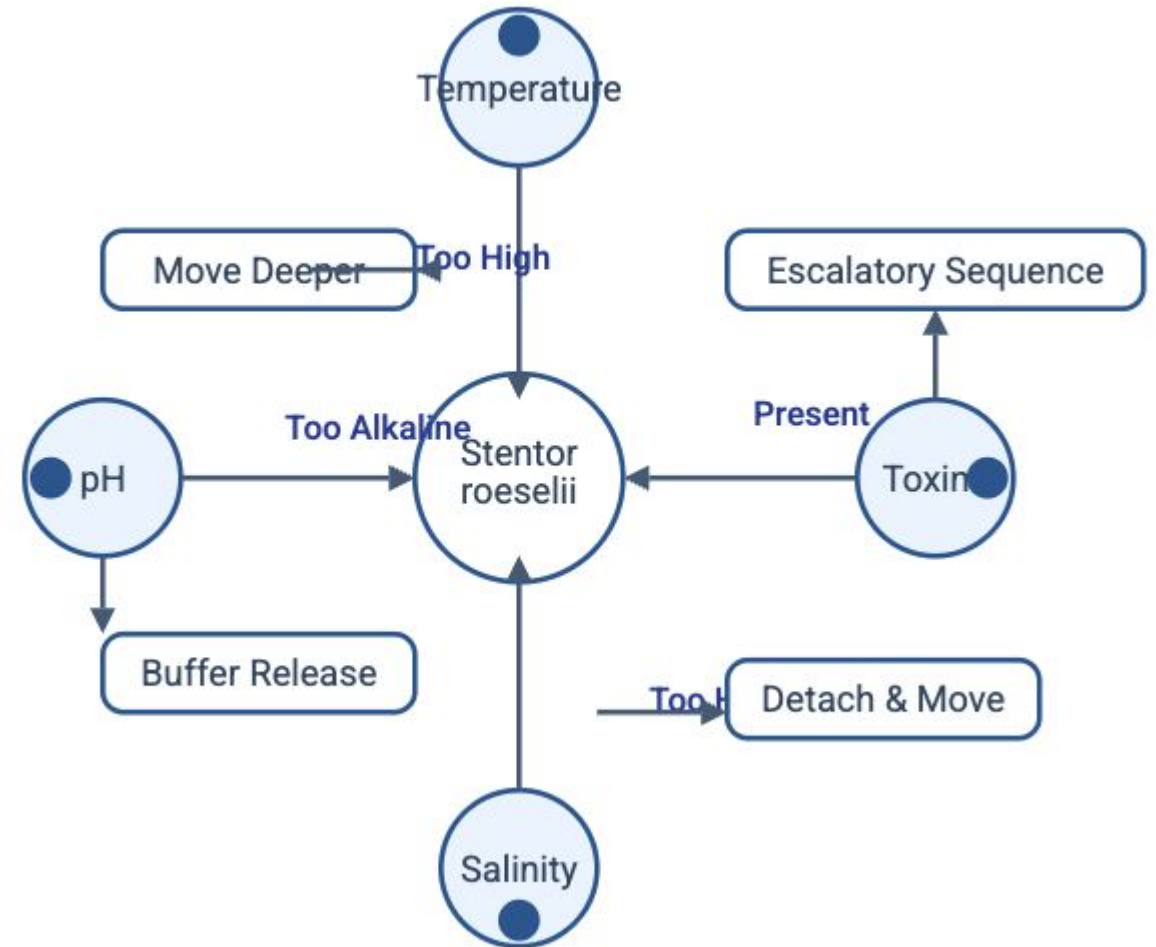 Temperature
Too High
Move Deeper
Escalatory Sequence
Too Alkaline
Present
Stentor
roeselii
pH
Toxin
Buffer Release
Too
Detach & Move
Salinity